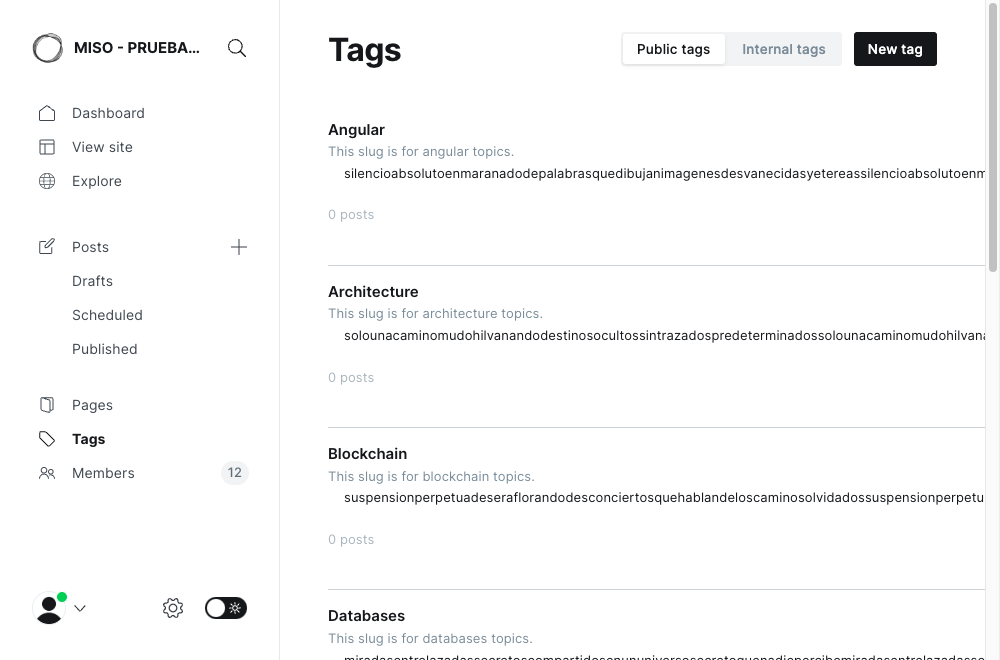 MISO - PRUEBA...
Dashboard
View site
Explore
Posts
Drafts
Scheduled
Published
Pages
Tags
Members 12
Tags
Public tags Internal tags New tag
Angular
This slug is for angular topics.
silencioabsolutoenmaranadodepalabrasquedibujanimagenesdesvanecidasyetereassilencioabsolutoenm
0 posts
Architecture
This slug is for architecture topics.
solounacaminomudohilvanandodestinosocultossintrazadospredeterminadossolounacaminomudohilvana
0 posts
Blockchain
This slug is for blockchain topics.
suspensionperpetuadeseraflorandodesconciertosquehablandeloscaminosolvidadossuspensionperpetu
0 posts
Databases
This slug is for databases topics.